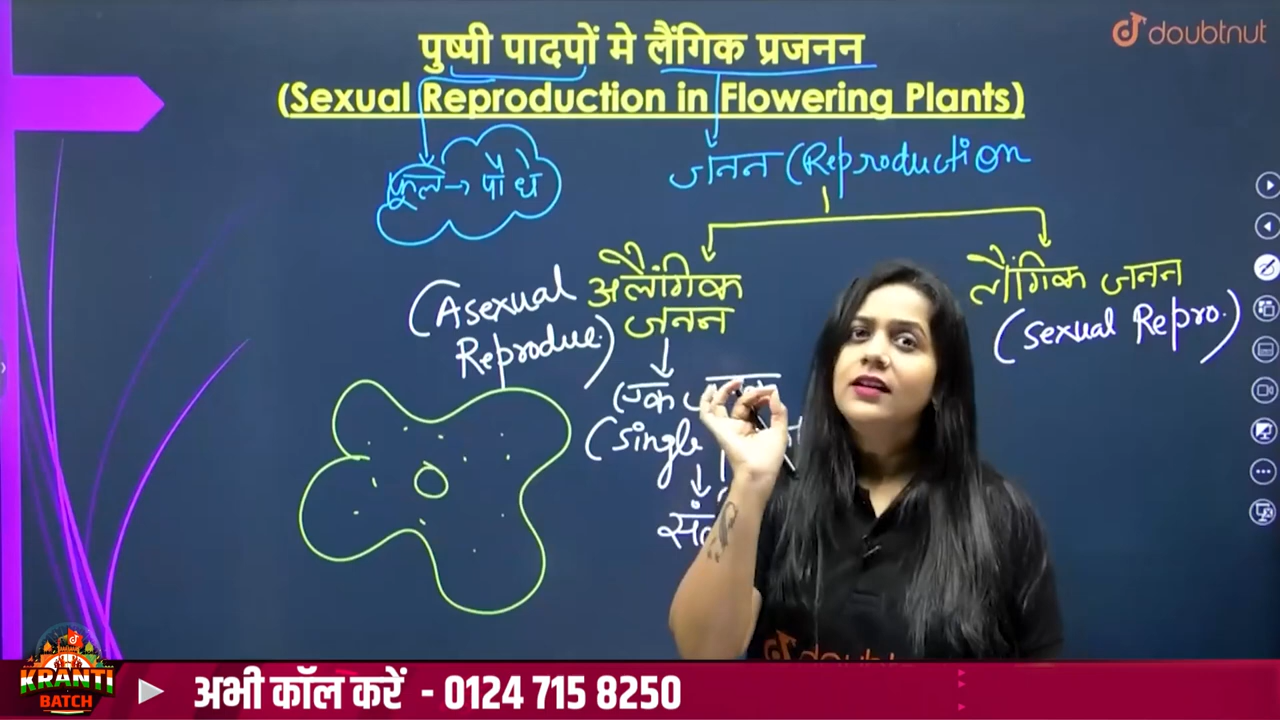 doubtnut
पुष्पी पादपों मे लैंगिक प्रजनन
(Sexual Reproduction in Flowering Plants)
फूल → पौधे
जनन (Reproduction
अलैंगिक
जनन
(Asexual
Reproduc.)
लैंगिक जनन
(Sexual Repro.)
(एक
(Single
KRANTI
BATCH
अभी कॉल करें - 0124 715 8250